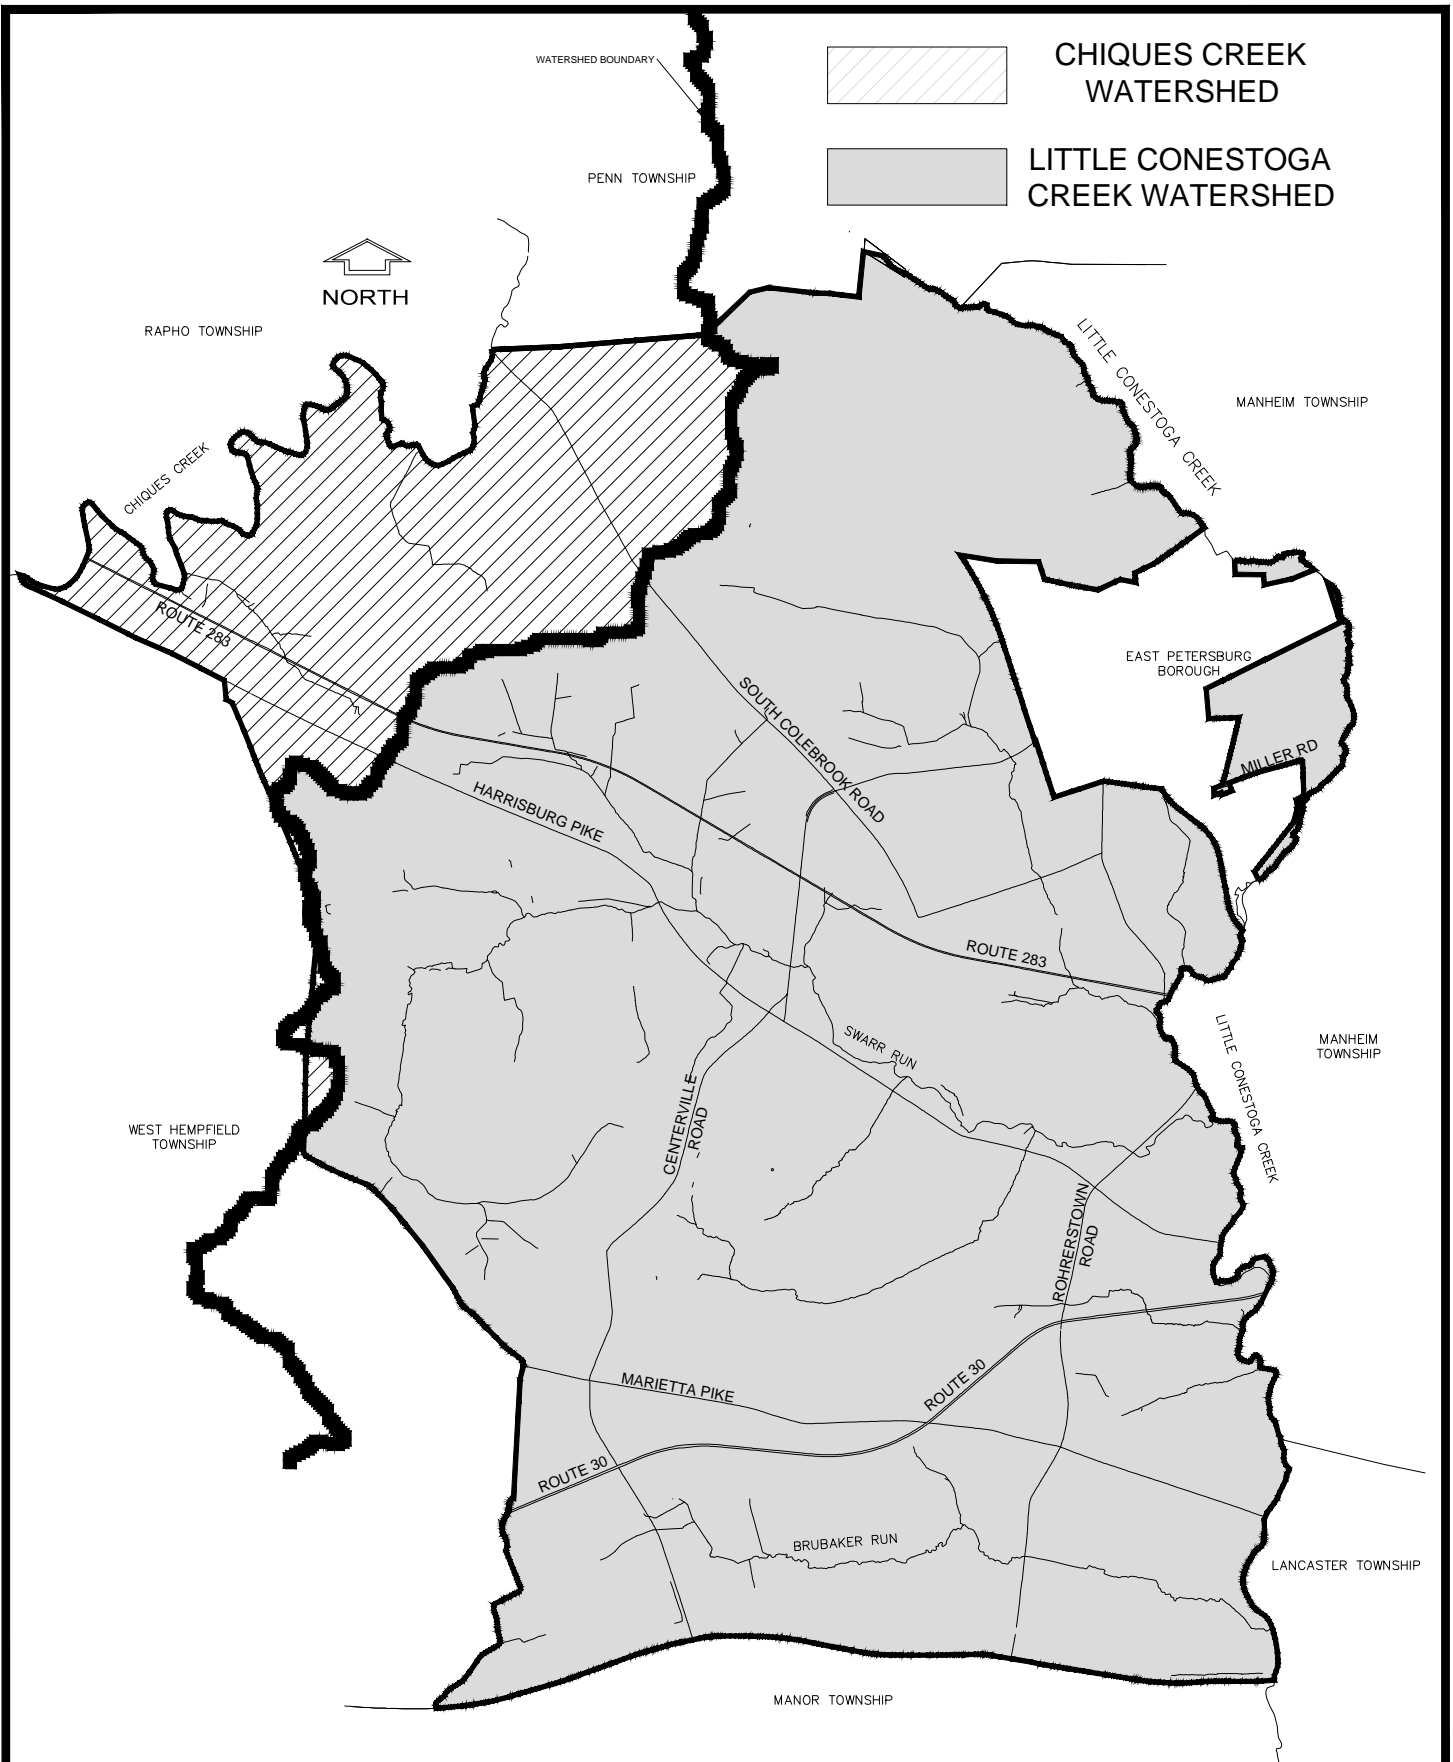 WATERSHED BOUNDARY
CHIQUES CREEK
WATERSHED
LITTLE CONESTOGA
CREEK WATERSHED
PENN TOWNSHIP
NORTH
RAPHO TOWNSHIP
LITTLE CONESTOGA CREEK
MANHEIM TOWNSHIP
CHIQUES CREEK
ROUTE 283
EAST PETERSBURG
BOROUGH
SOUTH COLEBROOK ROAD
MILLER RD
HARRISBURG PIKE
ROUTE 283
SWARR RUN
LITTLE CONESTOGA CREEK
MANHEIM
TOWNSHIP
WEST HEMPFIELD
TOWNSHIP
CENTERVILLE
ROAD
ROHRERSTOWN
ROAD
MARIETTA PIKE
ROUTE 30
ROUTE 30
BRUBAKER RUN
LANCASTER TOWNSHIP
MANOR TOWNSHIP